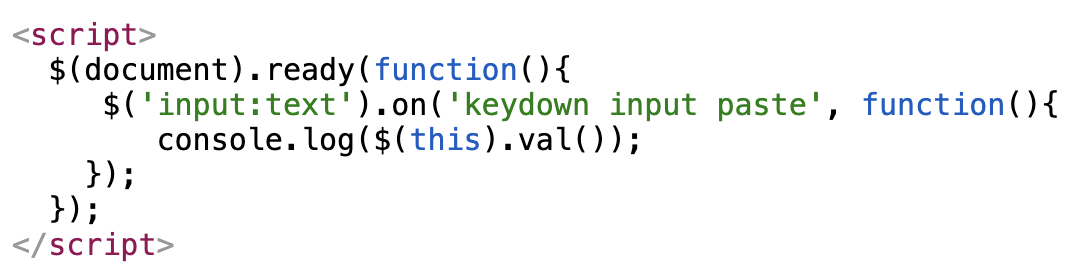 <script>
  $(document).ready(function(){
     $('input:text').on('keydown input paste', function(){
        console.log($(this).val());
    });
  });
</script>